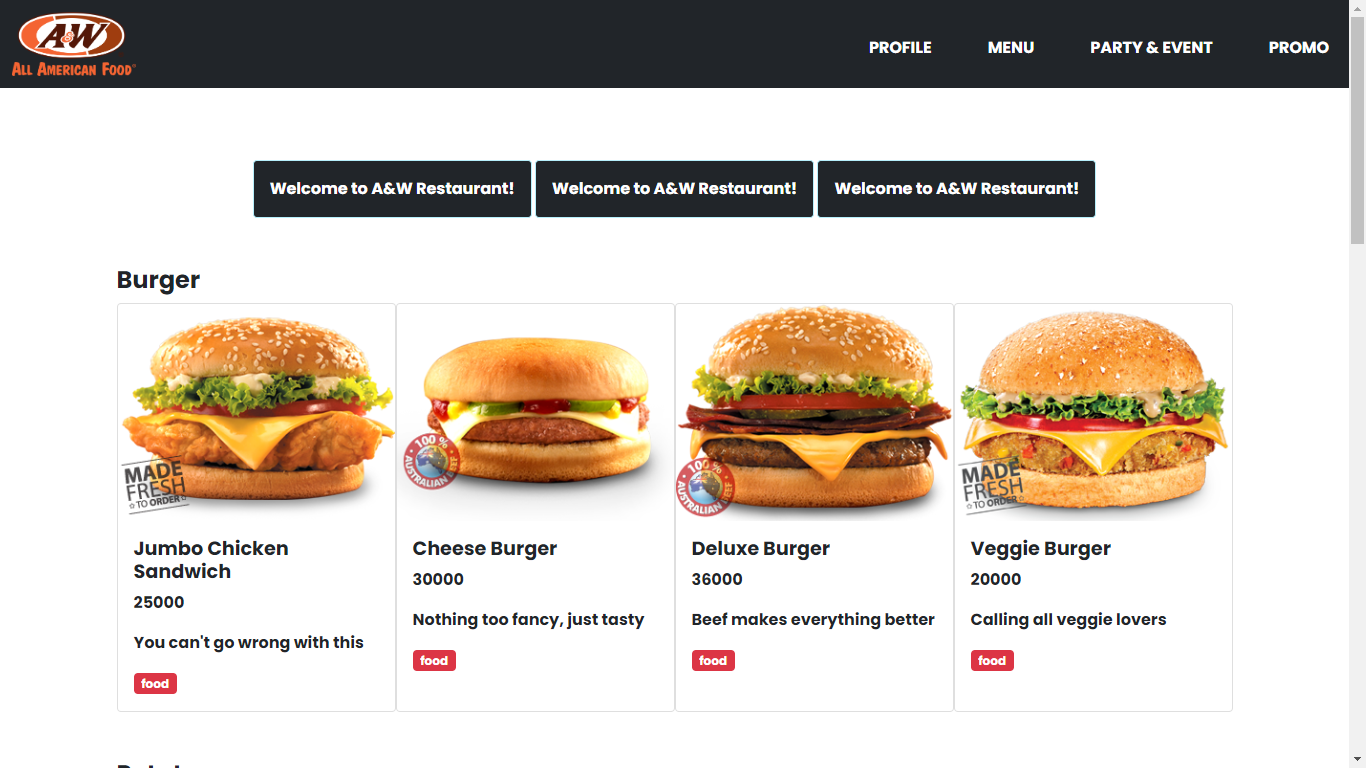 A&W
ALL AMERICAN FOOD
PROFILE
MENU
PARTY & EVENT
PROMO
Welcome to A&W Restaurant!
Welcome to A&W Restaurant!
Welcome to A&W Restaurant!
Burger
MADE
FRESH
TO ORDER
Jumbo Chicken
Sandwich
25000
You can't go wrong with this
food
100%
AUSTRALIAN BEEF
Cheese Burger
30000
Nothing too fancy, just tasty
food
100%
AUSTRALIAN BEEF
Deluxe Burger
36000
Beef makes everything better
food
MADE
FRESH
TO ORDER
Veggie Burger
20000
Calling all veggie lovers
food